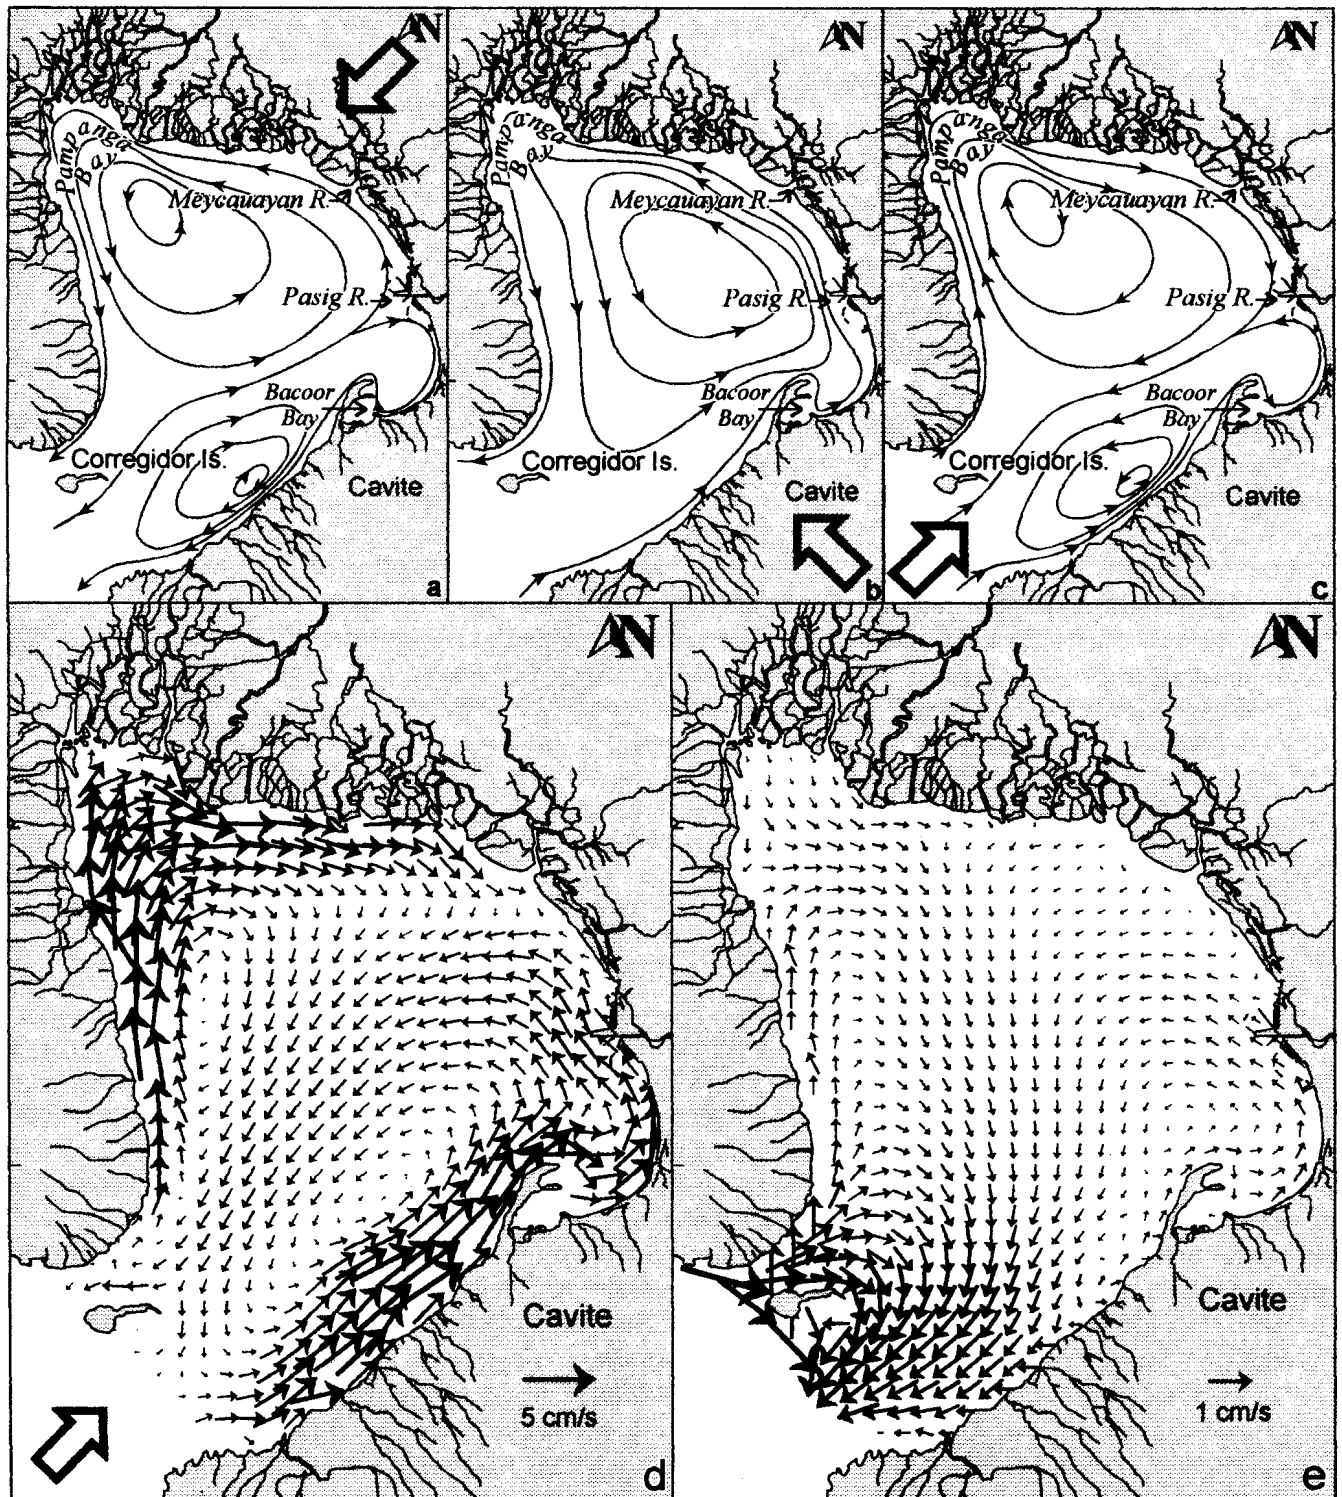 N
Pampanga
Bay
Meycauayan R.
Pasig R.
Bacoor
Bay
Corregidor Is.
Cavite
a
N
Pampanga
Bay
Meycauayan R.
Pasig R.
Bacoor
Bay
Corregidor Is.
Cavite
b
N
Pampanga
Bay
Meycauayan R.
Pasig R.
Bacoor
Bay
Corregidor Is.
Cavite
c
N
Cavite
5 cm/s
d
N
Cavite
1 cm/s
e